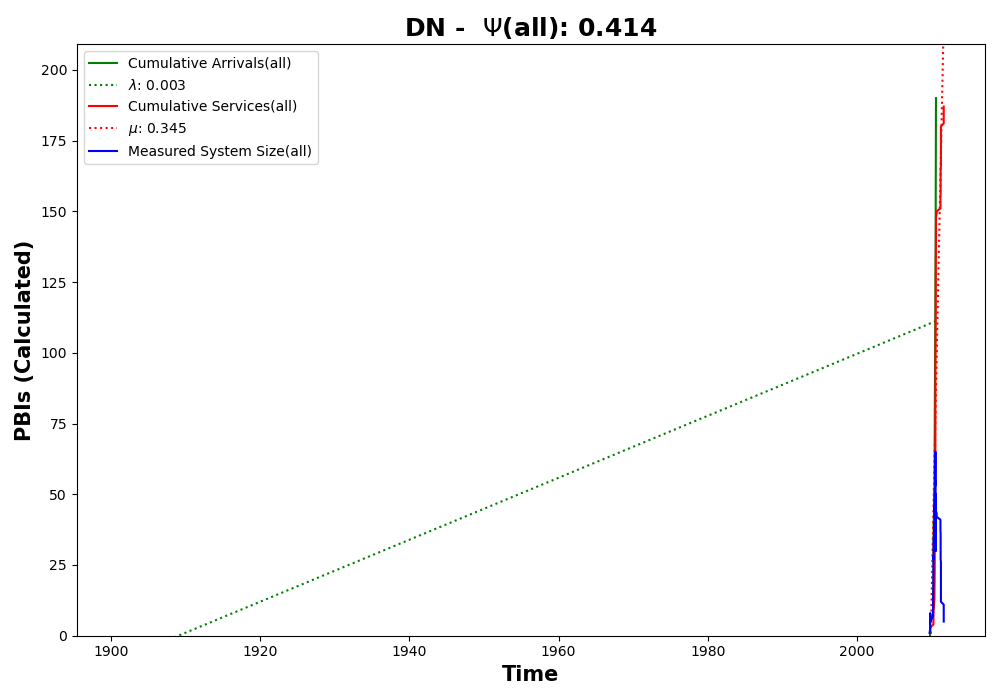 DN - Ψ(all): 0.414
Cumulative Arrivals(all)
λ: 0.003
Cumulative Services(all)
μ: 0.345
Measured System Size(all)
PBIs (Calculated)
200
175
150
125
100
75
50
25
0
1900 1920 1940 1960 1980 2000
Time